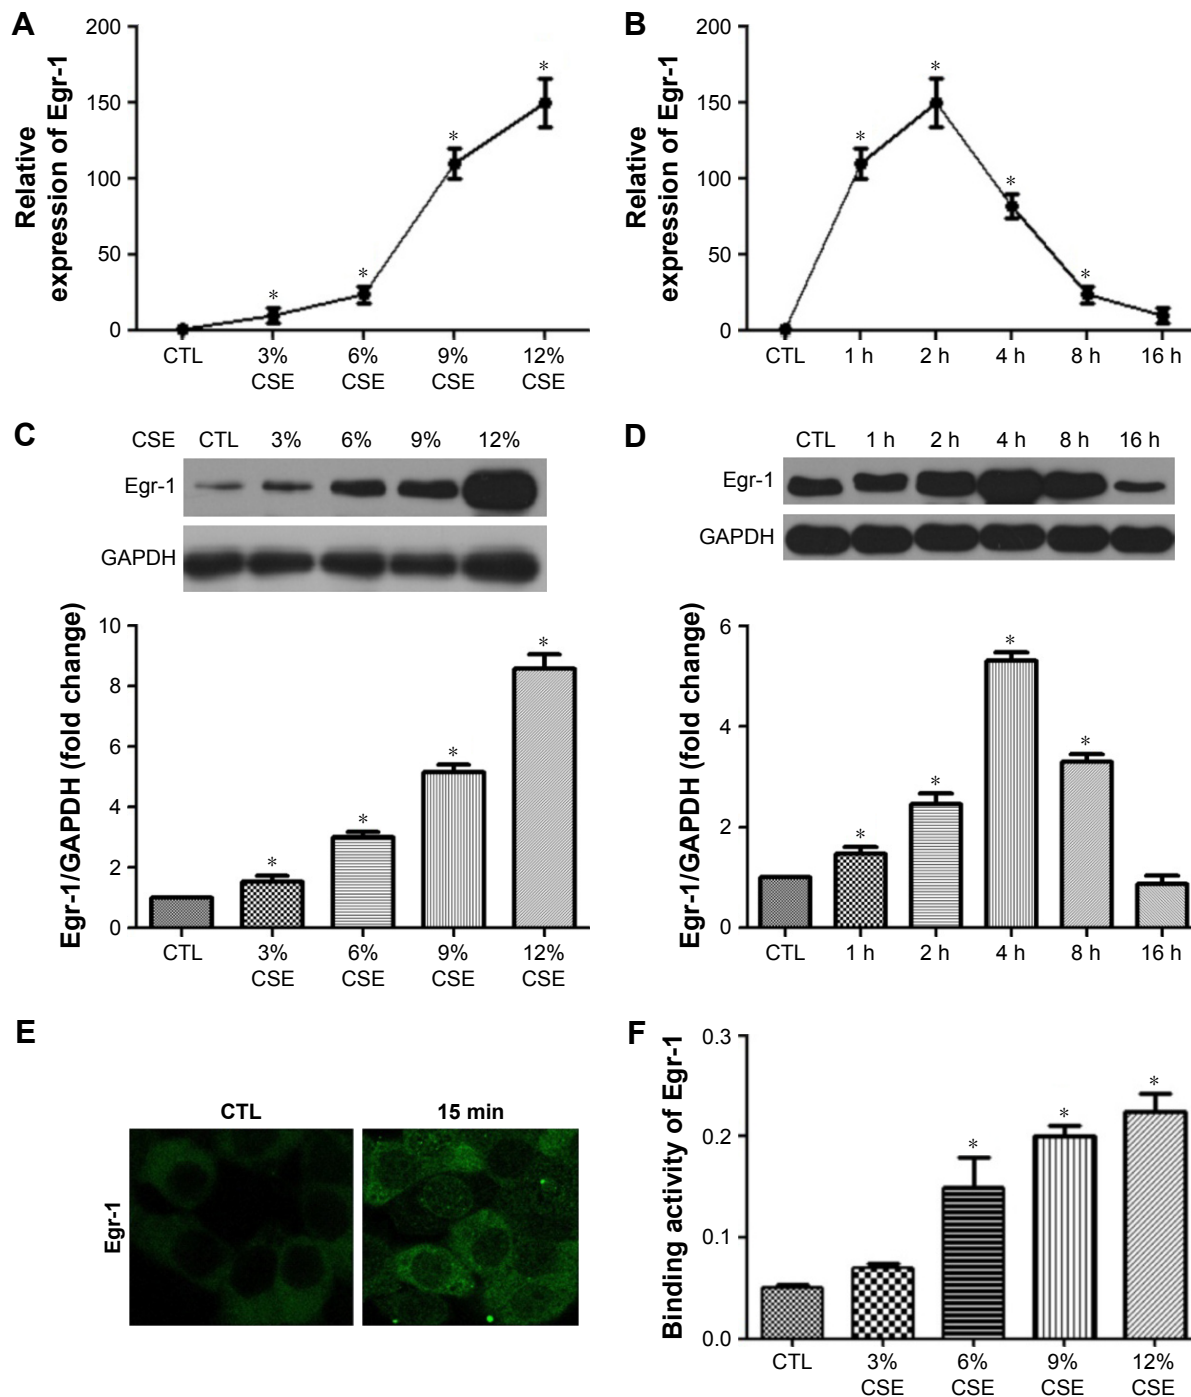 A
Relative
expression of Egr-1
200
150
100
50
0
*
*
*
*
CTL 3% 6% 9% 12%
CSE CSE CSE CSE
B
Relative
expression of Egr-1
200
150
100
50
0
*
*
*
*
CTL 1 h 2 h 4 h 8 h 16 h
C
CSE CTL 3% 6% 9% 12%
Egr-1
GAPDH
Egr-1/GAPDH (fold change)
10
8
6
4
2
0
*
*
*
*
CTL 3% 6% 9% 12%
CSE CSE CSE CSE
D
CTL 1 h 2 h 4 h 8 h 16 h
Egr-1
GAPDH
Egr-1/GAPDH (fold change)
6
4
2
0
*
*
*
*
CTL 1 h 2 h 4 h 8 h 16 h
E
CTL 15 min
Egr-1
F
Binding activity of Egr-1
0.3
0.2
0.1
0.0
*
*
*
CTL 3% 6% 9% 12%
CSE CSE CSE CSE